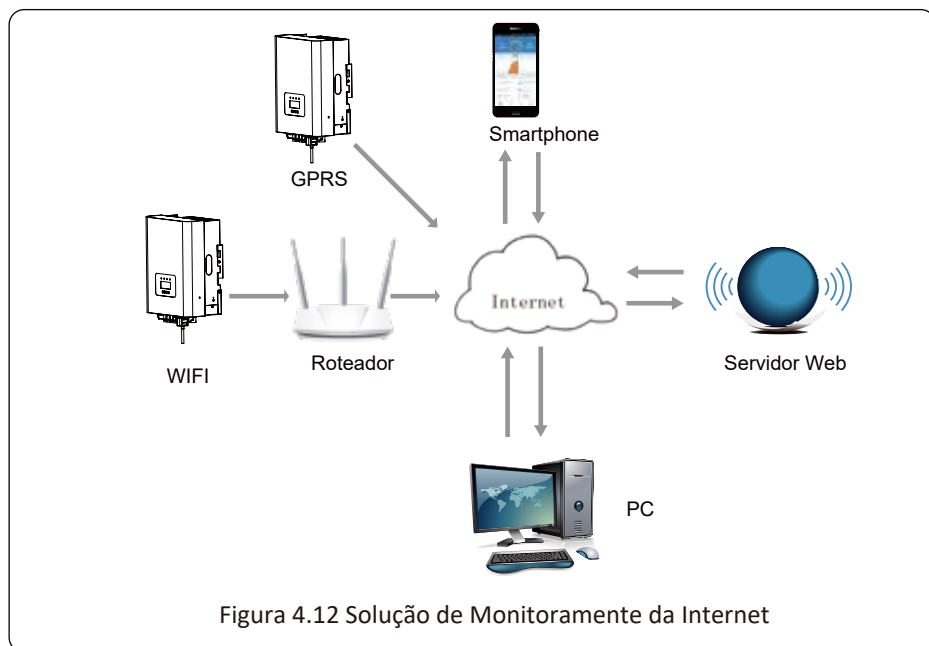 Smartphone
GPRS
Internet
WIFI
Roteador
Servidor Web
PC
Figura 4.12 Solução de Monitoramente da Internet